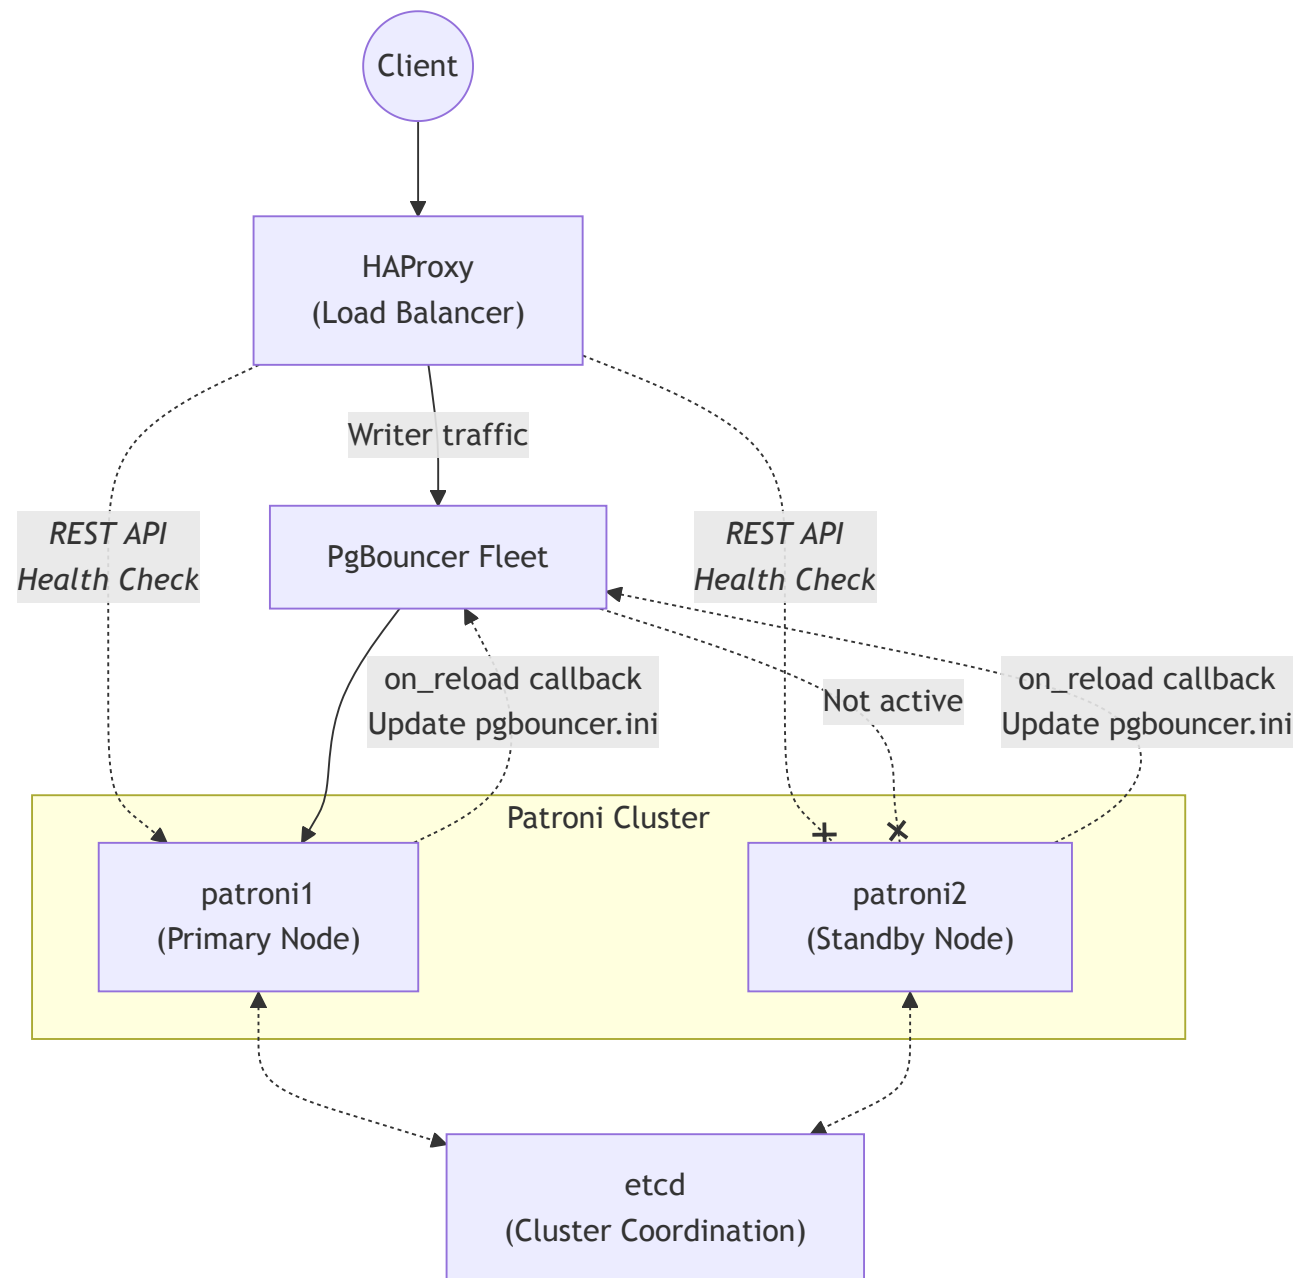 Client
HAProxy
(Load Balancer)
Writer traffic
REST API
Health Check
REST API
Health Check
PgBouncer Fleet
on_reload callback
Update pgbouncer.ini
Not active
on_reload callback
Update pgbouncer.ini
Patroni Cluster
patroni1
(Primary Node)
patroni2
(Standby Node)
etcd
(Cluster Coordination)